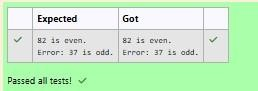 Expected Got
82 is even. 82 is even.
Error: 37 is odd. Error: 37 is odd.
Passed all tests!